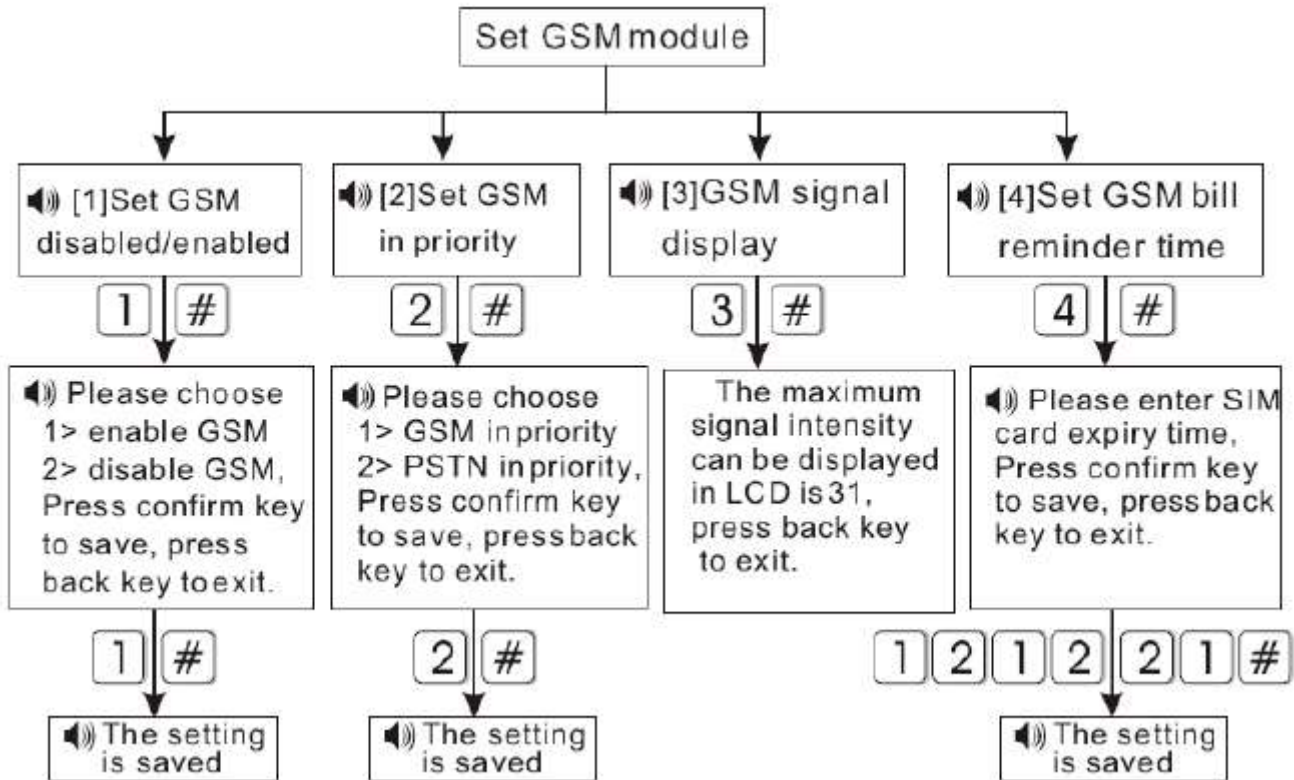 Set GSM module
[1]Set GSM
disabled/enabled
[2]Set GSM
in priority
[3]GSM signal
display
[4]Set GSM bill
reminder time
1 #
2 #
3 #
4 #
Please choose
1> enable GSM
2> disable GSM,
Press confirm key
to save, press
back key to exit.
Please choose
1> GSM in priority
2> PSTN in priority,
Press confirm key
to save, press back
key to exit.
The maximum
signal intensity
can be displayed
in LCD is 31,
press back key
to exit.
Please enter SIM
card expiry time,
Press confirm key
to save, press back
key to exit.
1 #
2 #
1 2 1 2 2 1 #
The setting
is saved
The setting
is saved
The setting
is saved